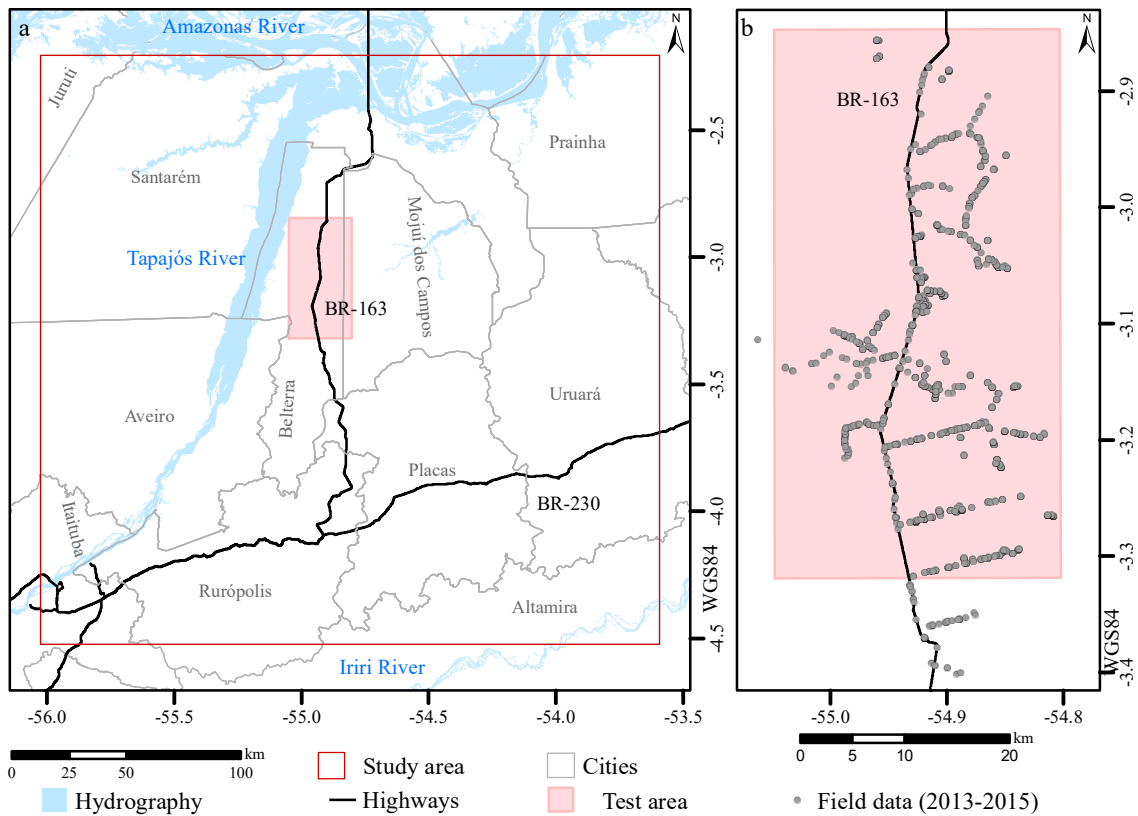 a
Amazonas River
N
Juruti
Santarém
Prainha
Mojuí dos Campos
Tapajós River
BR-163
Aveiro
Belterra
Uruará
Placas
BR-230
Itaituba
Rurópolis
Altamira
Iriri River
-2.5
-3.0
-3.5
-4.0
-4.5
WGS84
-56.0
-55.5
-55.0
-54.5
-54.0
-53.5
b
N
BR-163
-2.9
-3.0
-3.1
-3.2
-3.3
-3.4
WGS84
-55.0
-54.9
-54.8
km
0
25
50
100
km
0
5
10
20
Study area
Cities
Hydrography
Highways
Test area
Field data (2013-2015)